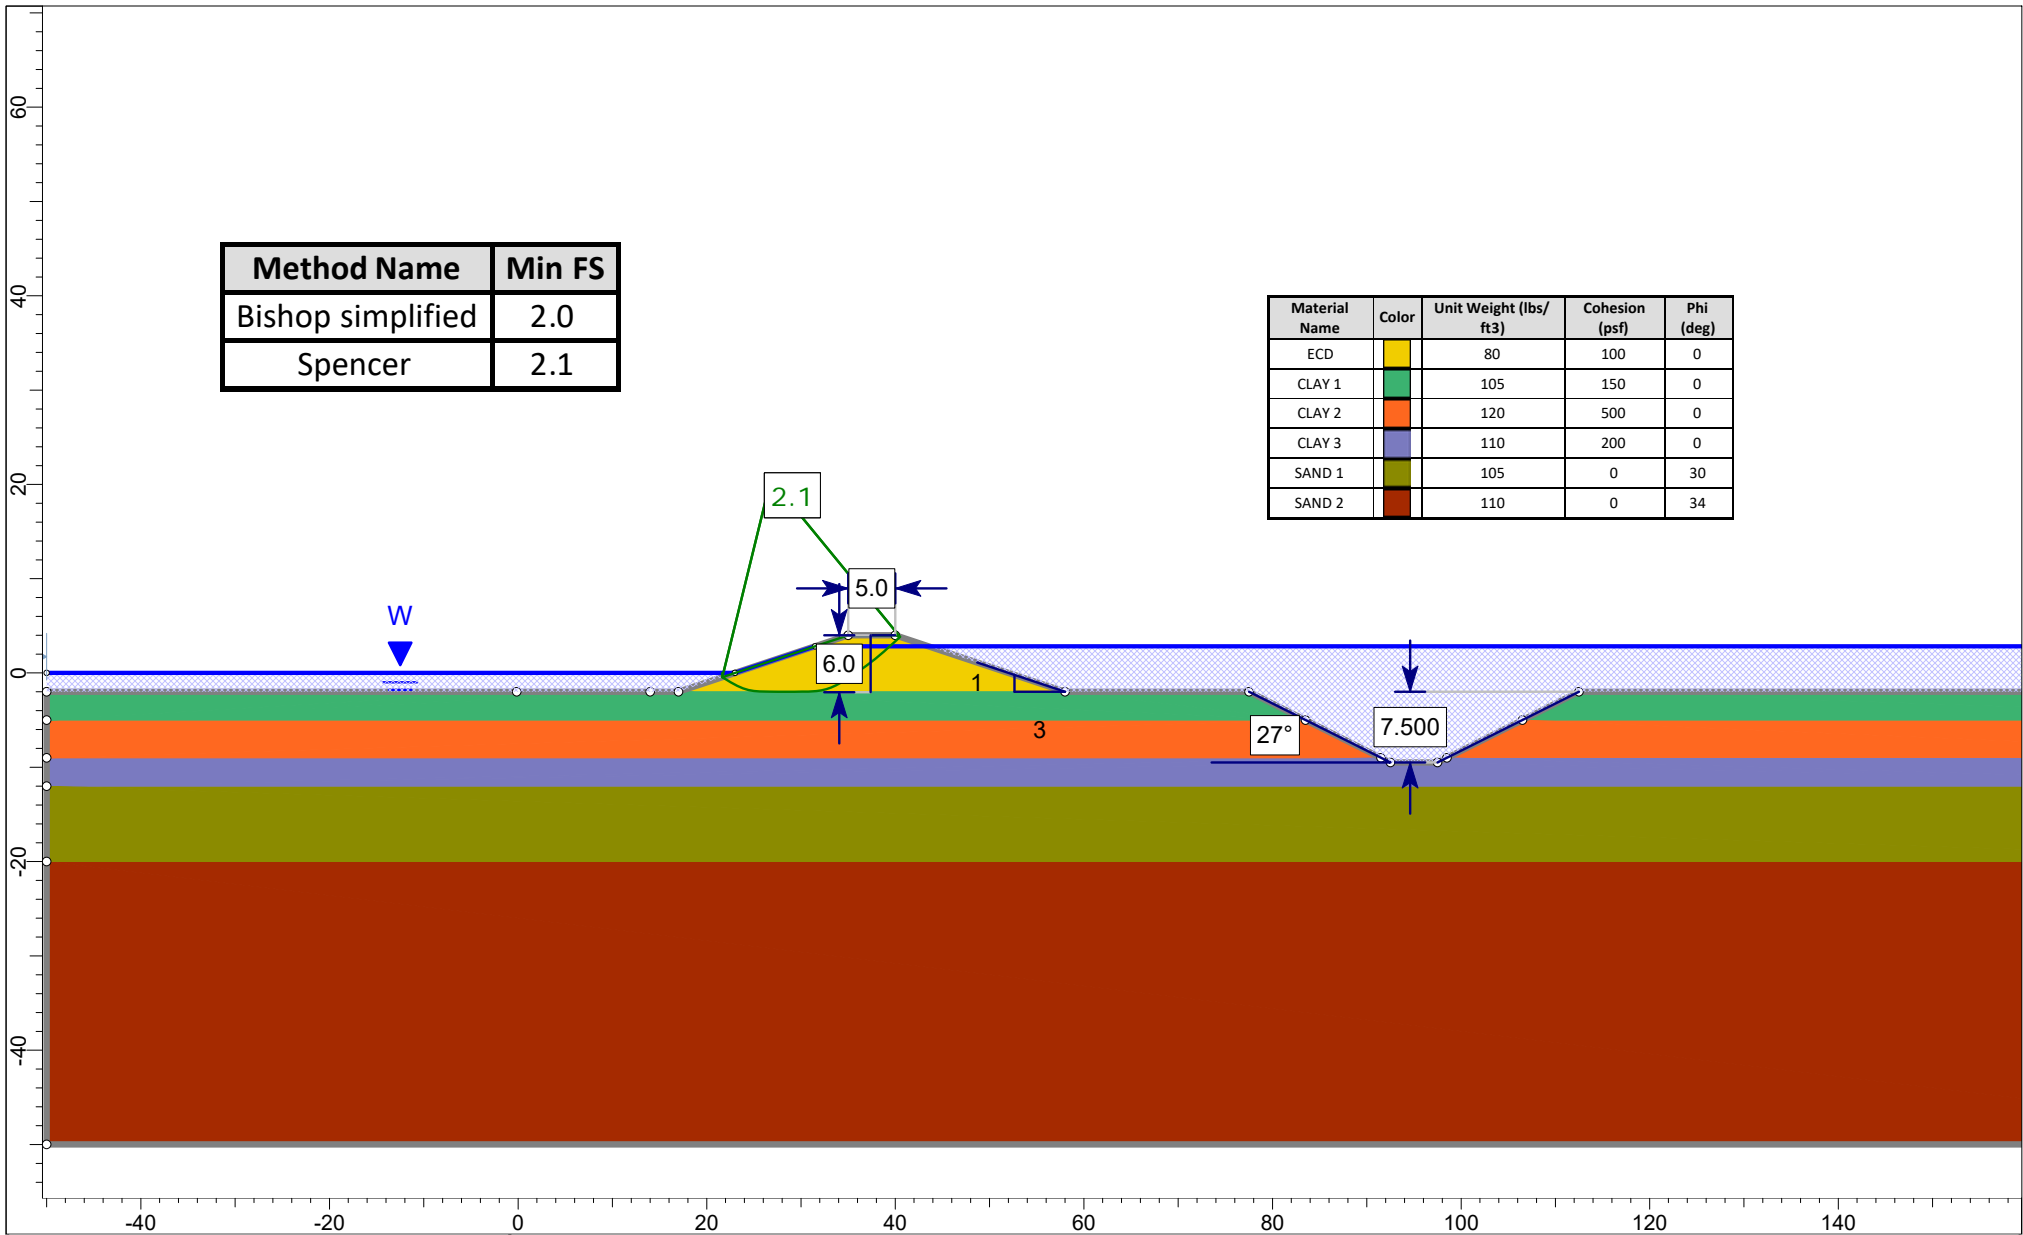 60
40
20
0
-20
-40
Method Name Min FS
Bishop simplified 2.0
Spencer 2.1
Material Name Color Unit Weight (lbs/ft3) Cohesion (psf) Phi (deg)
ECD 80 100 0
CLAY 1 105 150 0
CLAY 2 120 500 0
CLAY 3 110 200 0
SAND 1 105 0 30
SAND 2 110 0 34
2.1
5.0
W
6.0
1
3
27°
7.500
-40 -20 0 20 40 60 80 100 120 140